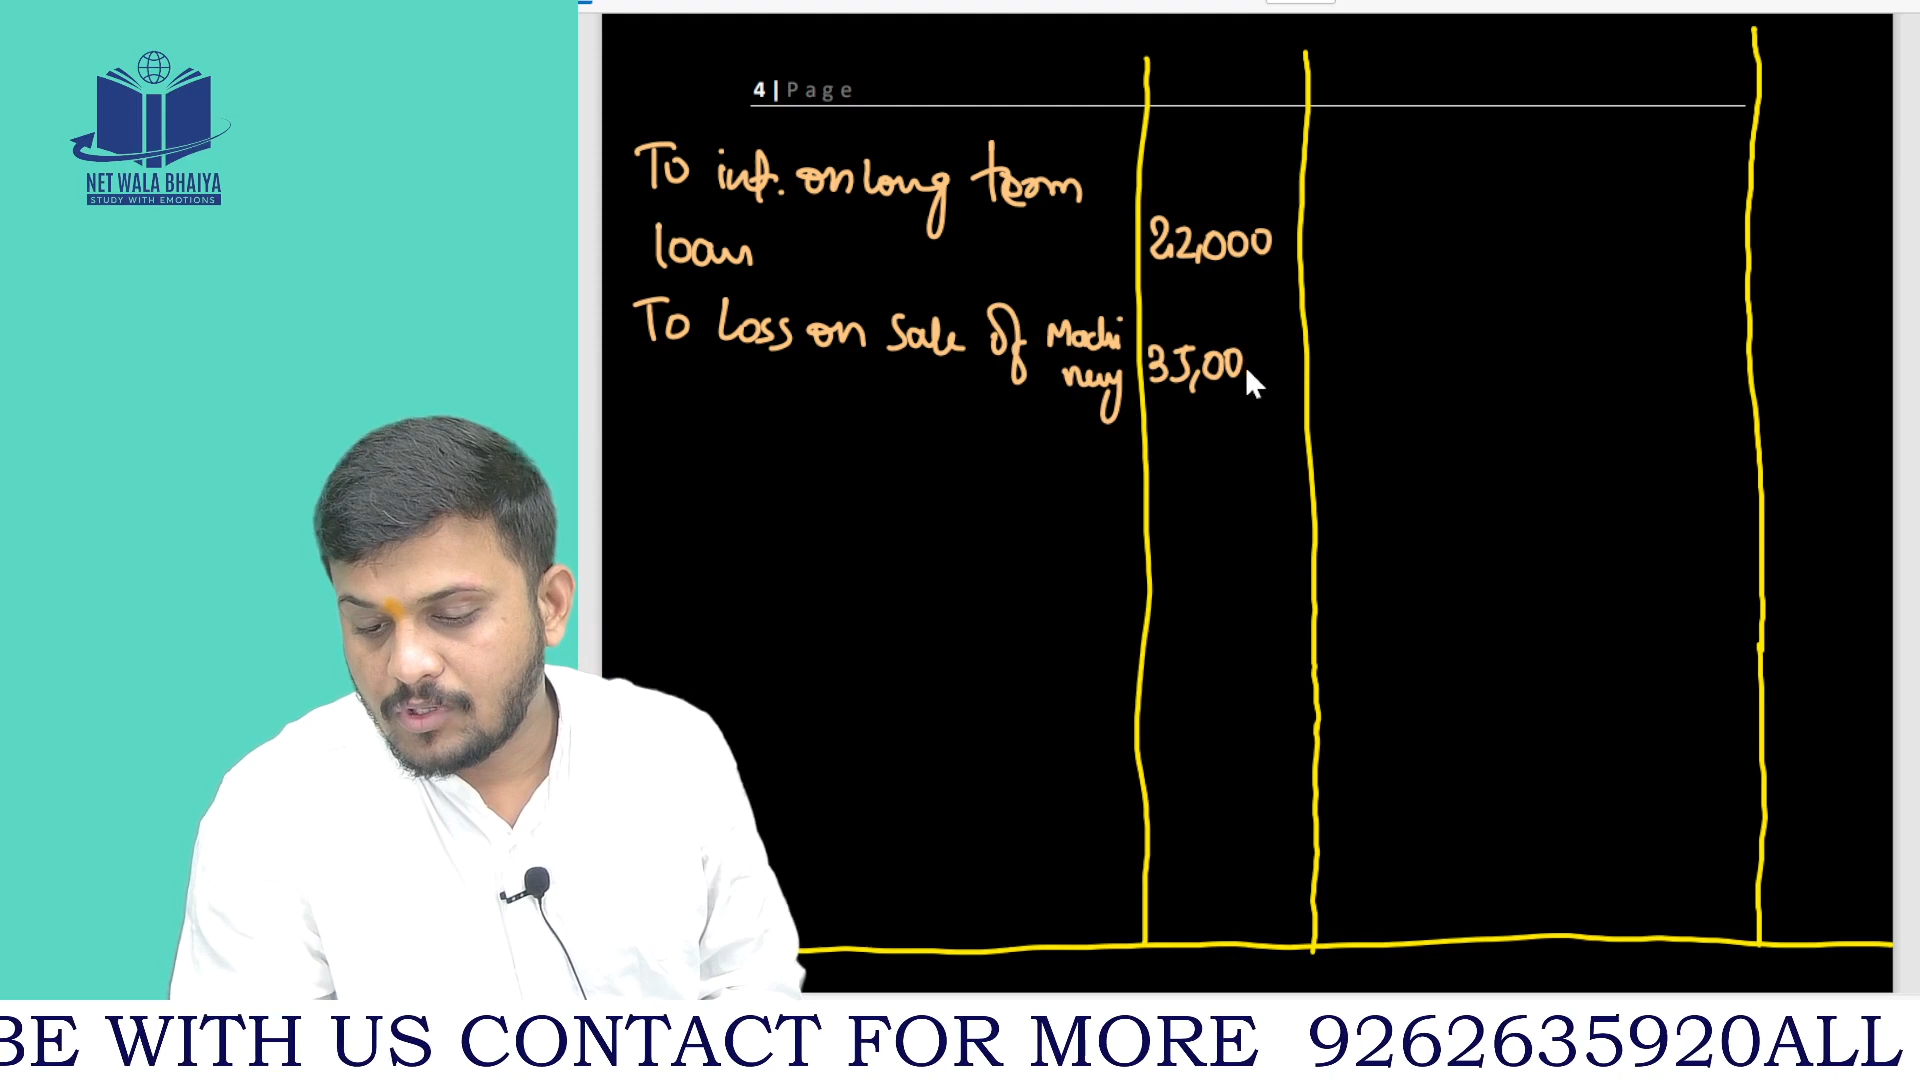 NET WALA BHAIYA
STUDY WITH EMOTIONS
4 | Page
To int. on long term
loan 22,000
To Loss on Sale of Machi
nery 35,00
BE WITH US CONTACT FOR MORE 9262635920ALL